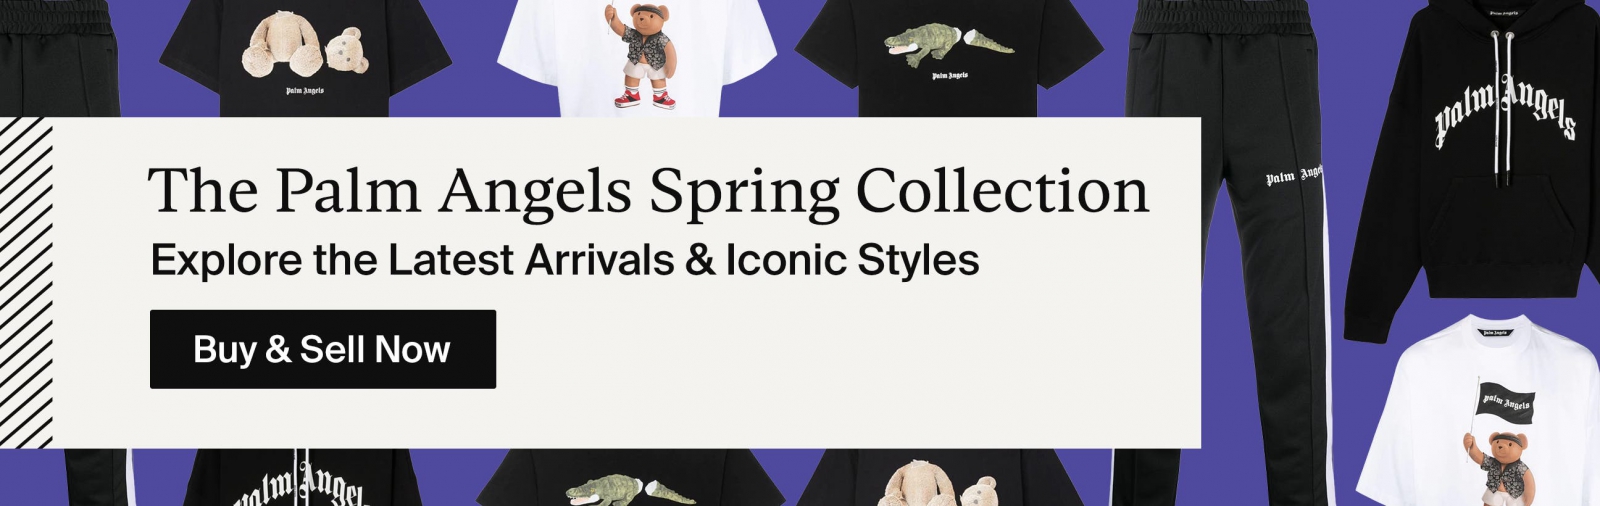 Palm Angels
Palm Angels
Palm Angels
Palm Angels
Palm Angels
The Palm Angels Spring Collection
Explore the Latest Arrivals & Iconic Styles
Buy & Sell Now
Palm Angels
Palm Angels
Palm Angel